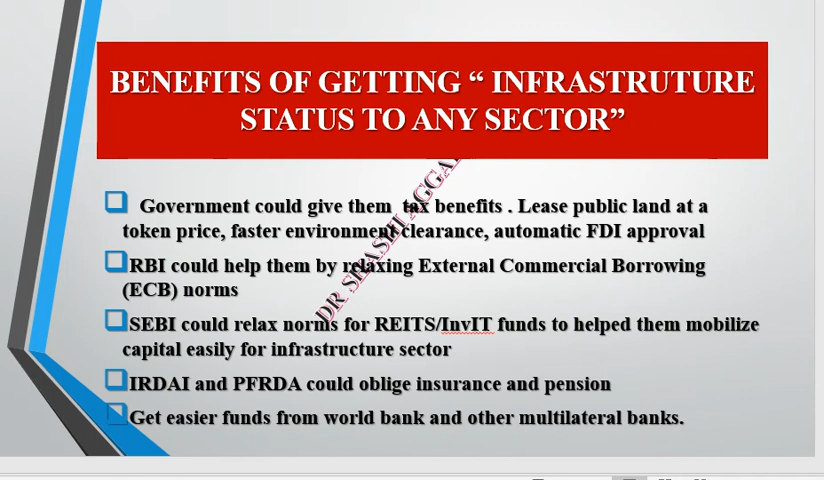 BENEFITS OF GETTING “ INFRASTRUTURE
STATUS TO ANY SECTOR”
Government could give them tax benefits . Lease public land at a
token price, faster environment clearance, automatic FDI approval
RBI could help them by relaxing External Commercial Borrowing
(ECB) norms
SEBI could relax norms for REITS/InvIT funds to helped them mobilize
capital easily for infrastructure sector
IRDAI and PFRDA could oblige insurance and pension
Get easier funds from world bank and other multilateral banks.
DR SHASHI AGGA